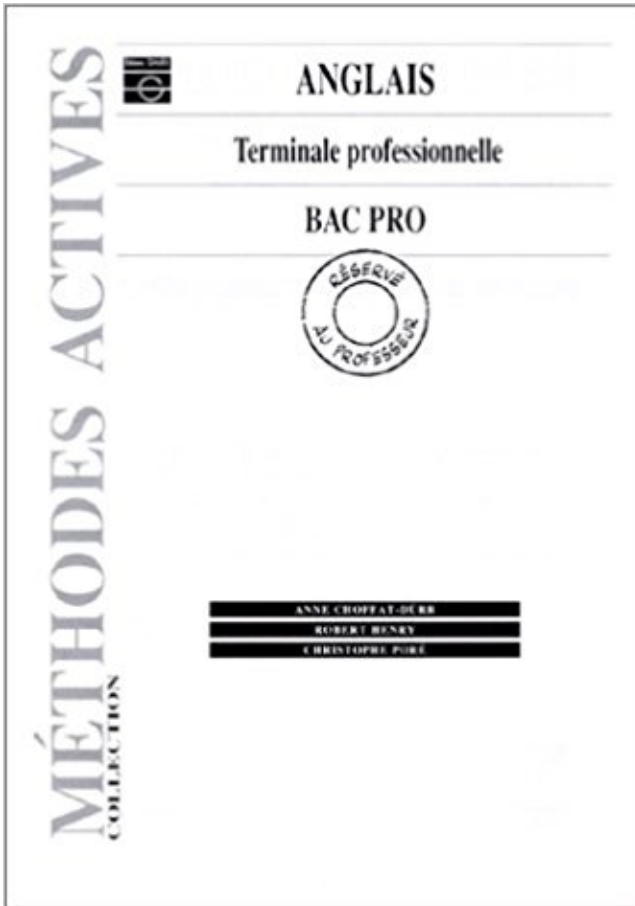 ANGLAIS
Terminale professionnelle
BAC PRO
RÉSERVÉ
AU PROFESSEUR
ANNE CHOFFAT-DÜRR
ROBERT HENRY
CHRISTOPHE PORÉ
MÉTHODES ACTIVES
COLLECTION